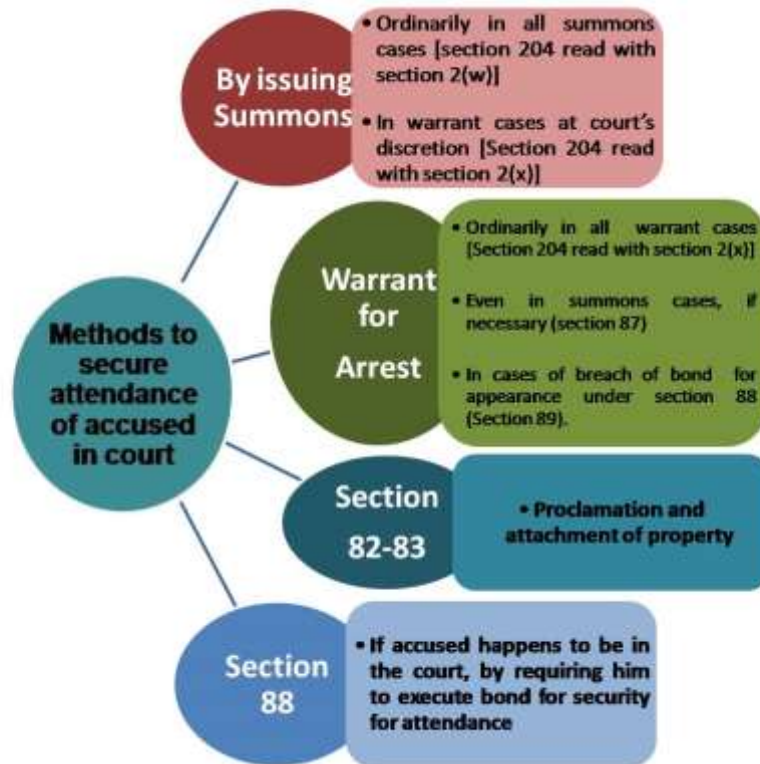 Methods to
secure
attendance
of accused
in court
By issuing
Summons
• Ordinarily in all summons
cases [section 204 read with
section 2(w)]
• In warrant cases at court's
discretion [Section 204 read
with section 2(x)]
Warrant
for
Arrest
• Ordinarily in all warrant cases
[Section 204 read with section 2(x)]
• Even in summons cases, if
necessary (section 87)
• In cases of breach of bond for
appearance under section 88
(Section 89).
Section
82-83
• Proclamation and
attachment of property
Section
88
• If accused happens to be in
the court, by requiring him
to execute bond for security
for attendance